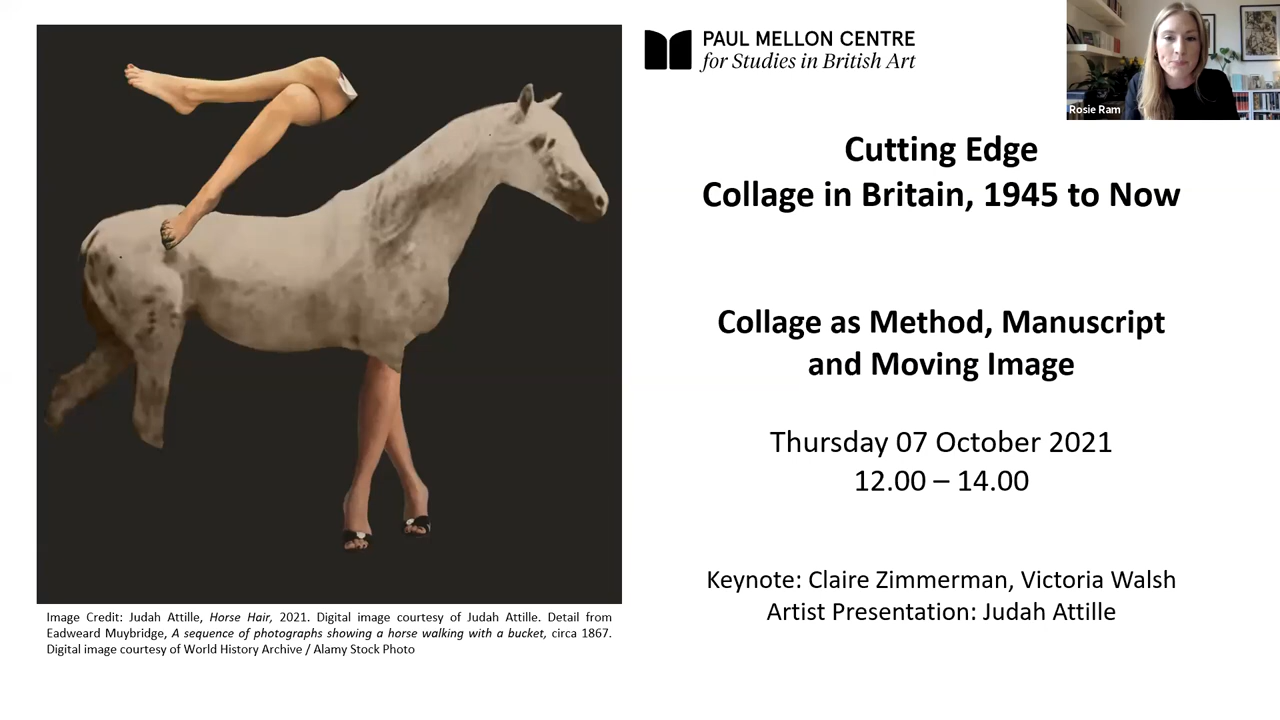 PAUL MELLON CENTRE
for Studies in British Art
Rosie Ram
Cutting Edge
Collage in Britain, 1945 to Now
Collage as Method, Manuscript
and Moving Image
Thursday 07 October 2021
12.00 – 14.00
Keynote: Claire Zimmerman, Victoria Walsh
Artist Presentation: Judah Attille
Image Credit: Judah Attille, Horse Hair, 2021. Digital image courtesy of Judah Attille. Detail from
Eadweard Muybridge, A sequence of photographs showing a horse walking with a bucket, circa 1867.
Digital image courtesy of World History Archive / Alamy Stock Photo